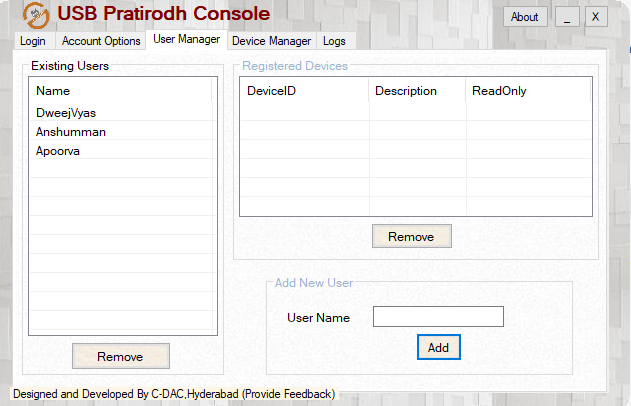 USB Pratirodh Console
About _ X
Login Account Options User Manager Device Manager Logs
Existing Users
Name
DweejVyas
Anshumman
Apoorva
Remove
Registered Devices
DeviceID Description ReadOnly
Remove
Add New User
User Name
Add
Designed and Developed By C-DAC,Hyderabad (Provide Feedback)